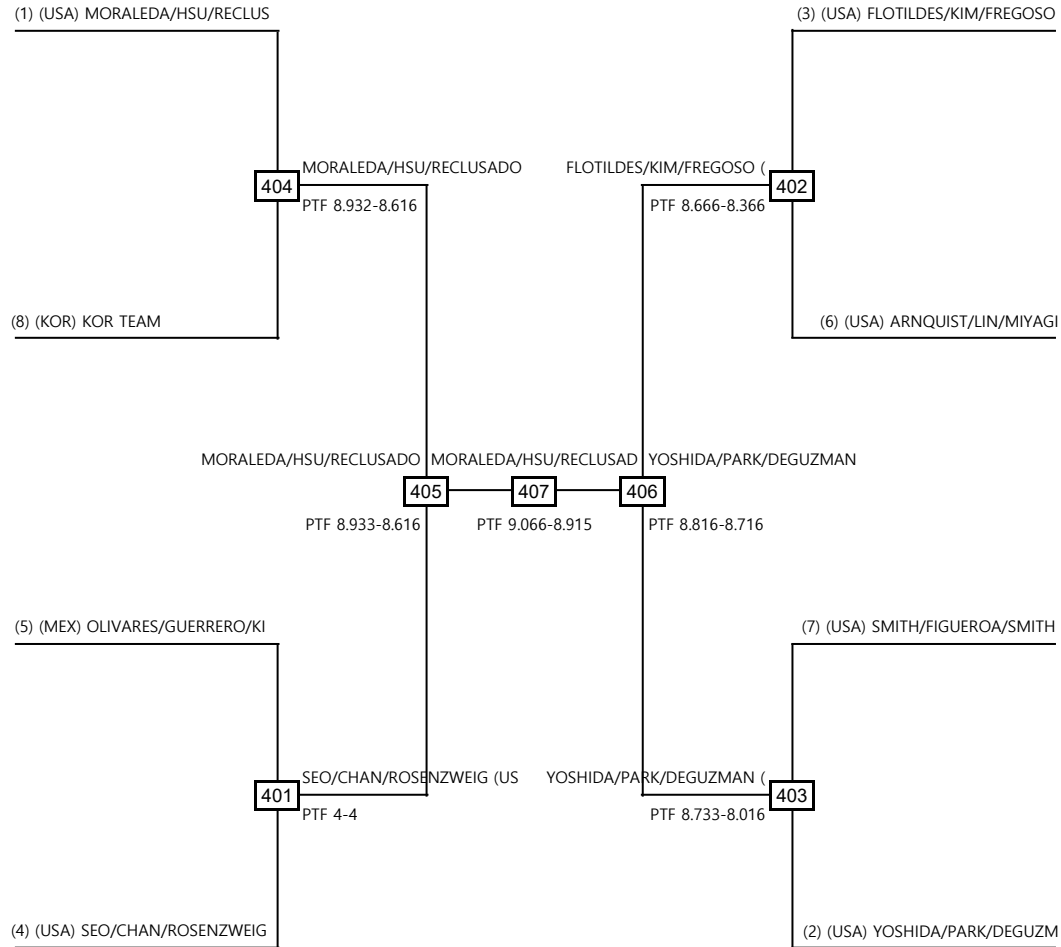 (1) (USA) MORALEDA/HSU/RECLUS
(3) (USA) FLOTILDES/KIM/FREGOSO
MORALEDA/HSU/RECLUSADO
FLOTILDES/KIM/FREGOSO (
404
402
PTF 8.932-8.616
PTF 8.666-8.366
(8) (KOR) KOR TEAM
(6) (USA) ARNQUIST/LIN/MIYAGI
MORALEDA/HSU/RECLUSADO
MORALEDA/HSU/RECLUSAD
YOSHIDA/PARK/DEGUZMAN
405
407
406
PTF 8.933-8.616
PTF 9.066-8.915
PTF 8.816-8.716
(5) (MEX) OLIVARES/GUERRERO/KI
(7) (USA) SMITH/FIGUEROA/SMITH
SEO/CHAN/ROSENZWEIG (US
YOSHIDA/PARK/DEGUZMAN (
401
403
PTF 4-4
PTF 8.733-8.016
(4) (USA) SEO/CHAN/ROSENZWEIG
(2) (USA) YOSHIDA/PARK/DEGUZM